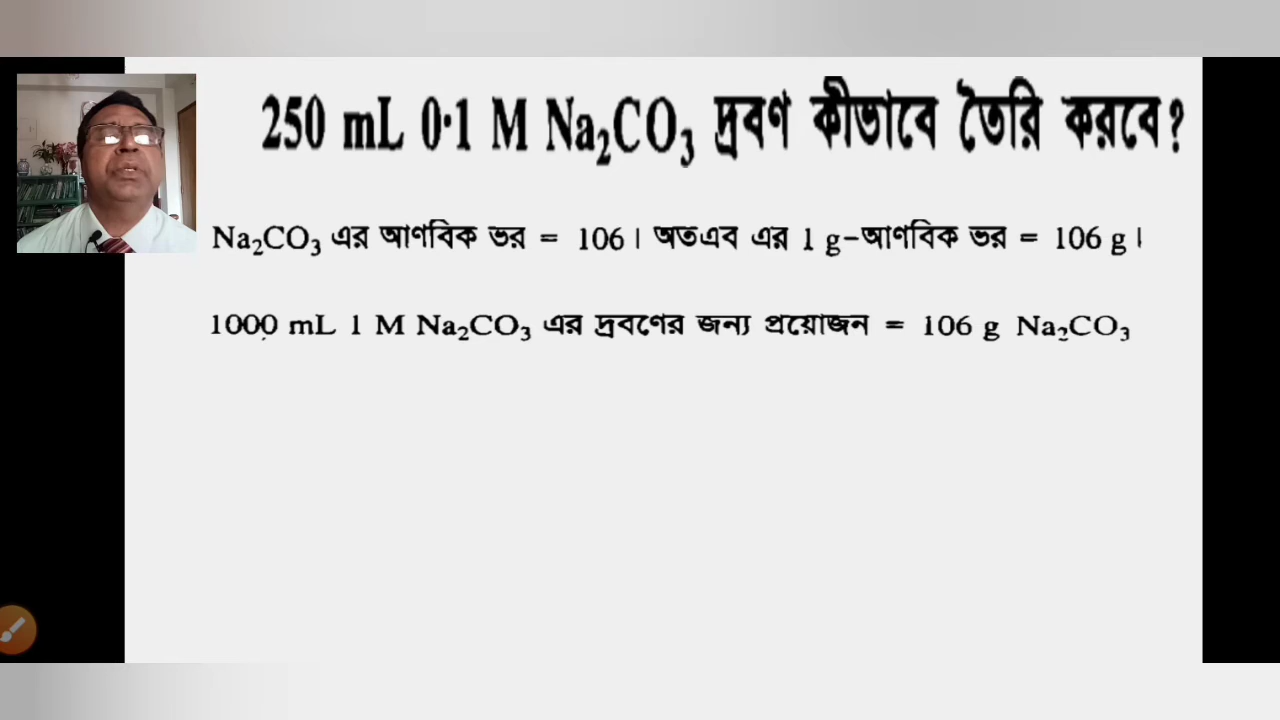 250 mL 0·1 M Na₂CO₃ দ্রবণ কীভাবে তৈরি করবে?
Na₂CO₃ এর আণবিক ভর = 106। অতএব এর 1 g-আণবিক ভর = 106 g।
1000 mL 1 M Na₂CO₃ এর দ্রবণের জন্য প্রয়োজন = 106 g Na₂CO₃